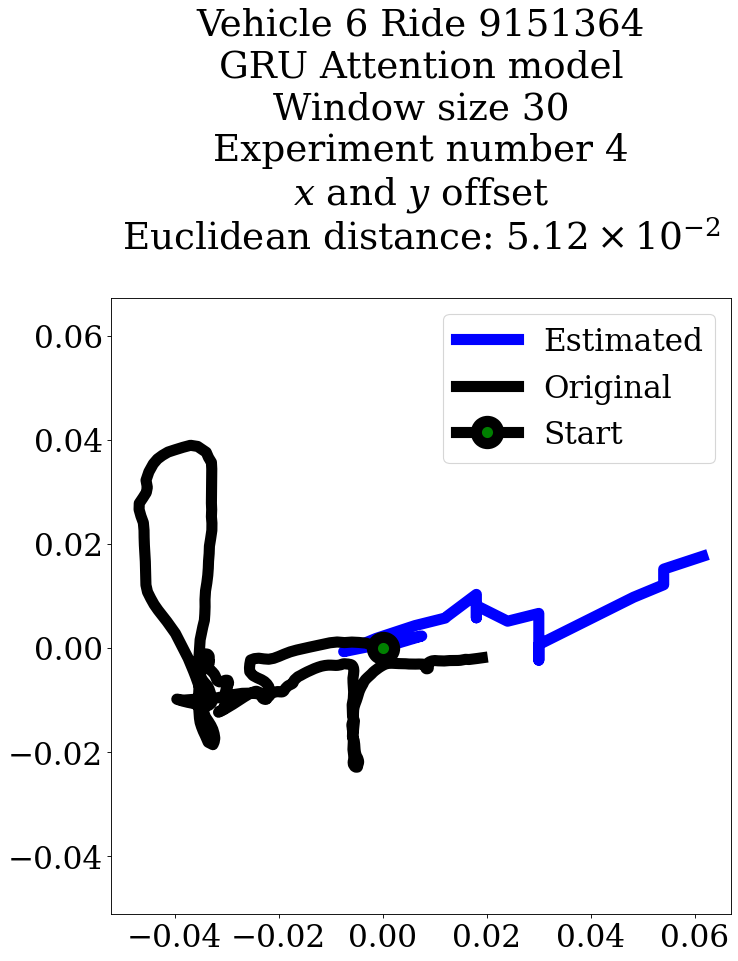 Vehicle 6 Ride 9151364
GRU Attention model
Window size 30
Experiment number 4
x and y offset
Euclidean distance: 5.12 × 10⁻²
Estimated
Original
Start
0.06
0.04
0.02
0.00
−0.02
−0.04
−0.04 −0.02 0.00 0.02 0.04 0.06